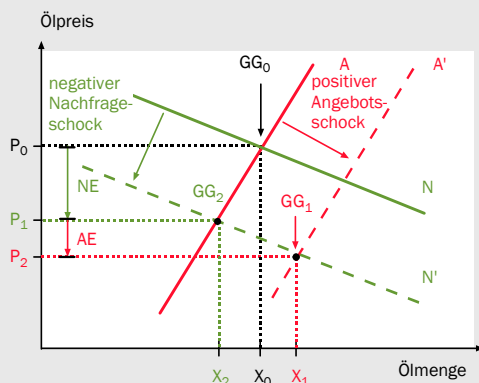 Ölpreis
GG₀
A
A'
negativer
Nachfrage-
schock
positiver
Angebots-
schock
P₀
NE
GG₂
N
P₁
GG₁
AE
P₂
N'
X₂
X₀
X₁
Ölmenge